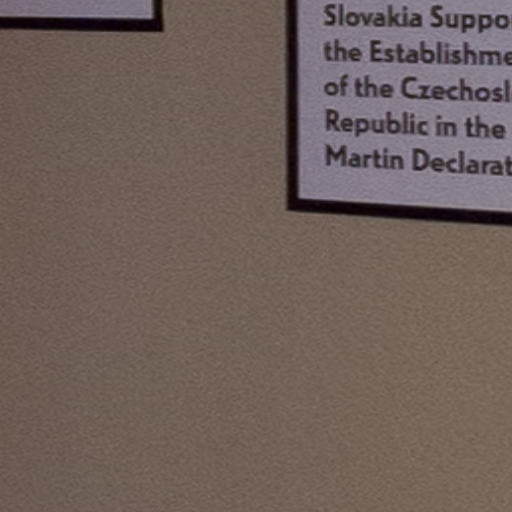 Slovakia Suppo
the Establishme
of the Czechosl
Republic in the
Martin Declarat